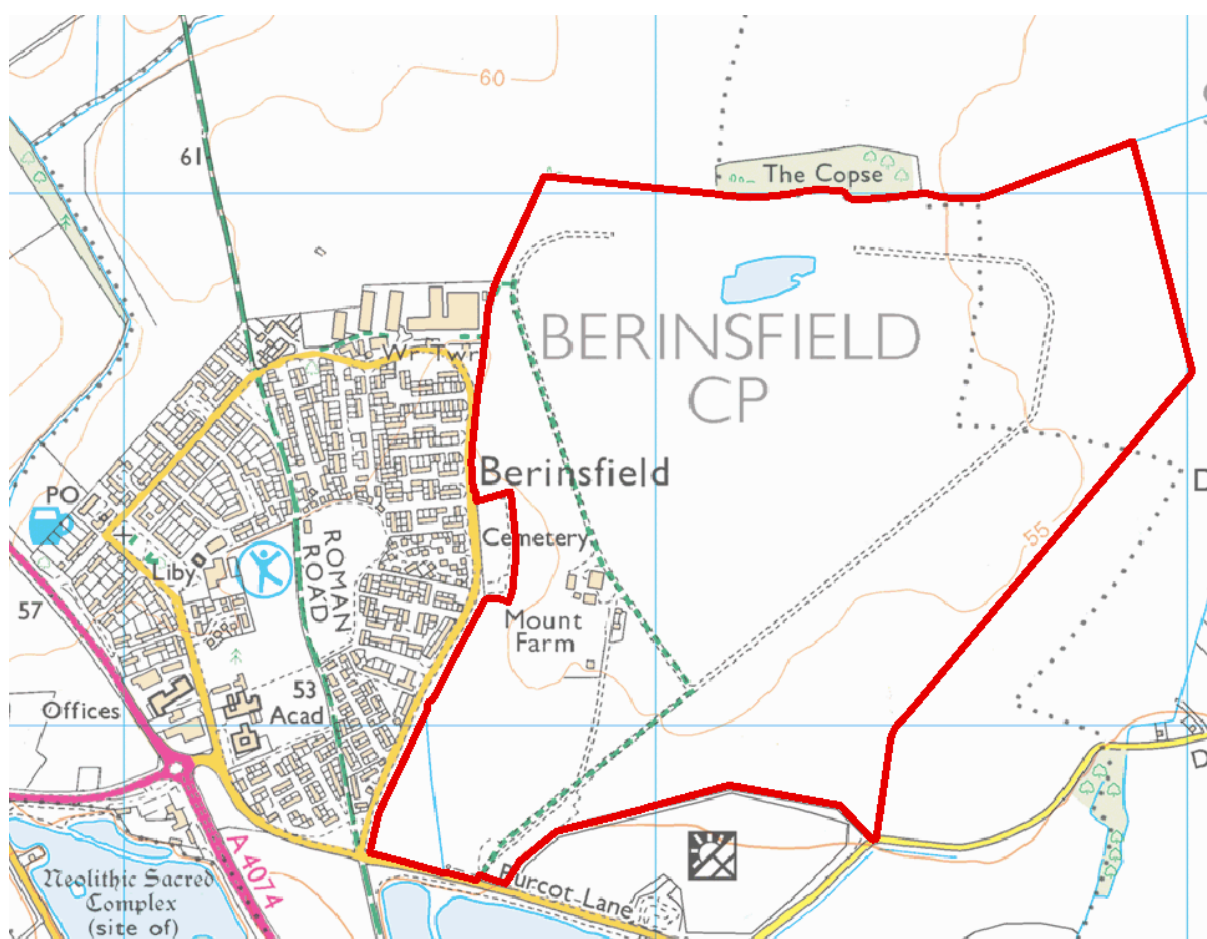 60
61
The Copse
BERINSFIELD
CP
Wr Twr
Berinsfield
PO
Cemetery
55
Liby
ROMAN
ROAD
57
Mount
Farm
53
Acad
Offices
A 4074
Burcot Lane
Neolithic Sacred
Complex
(site of)
D
D